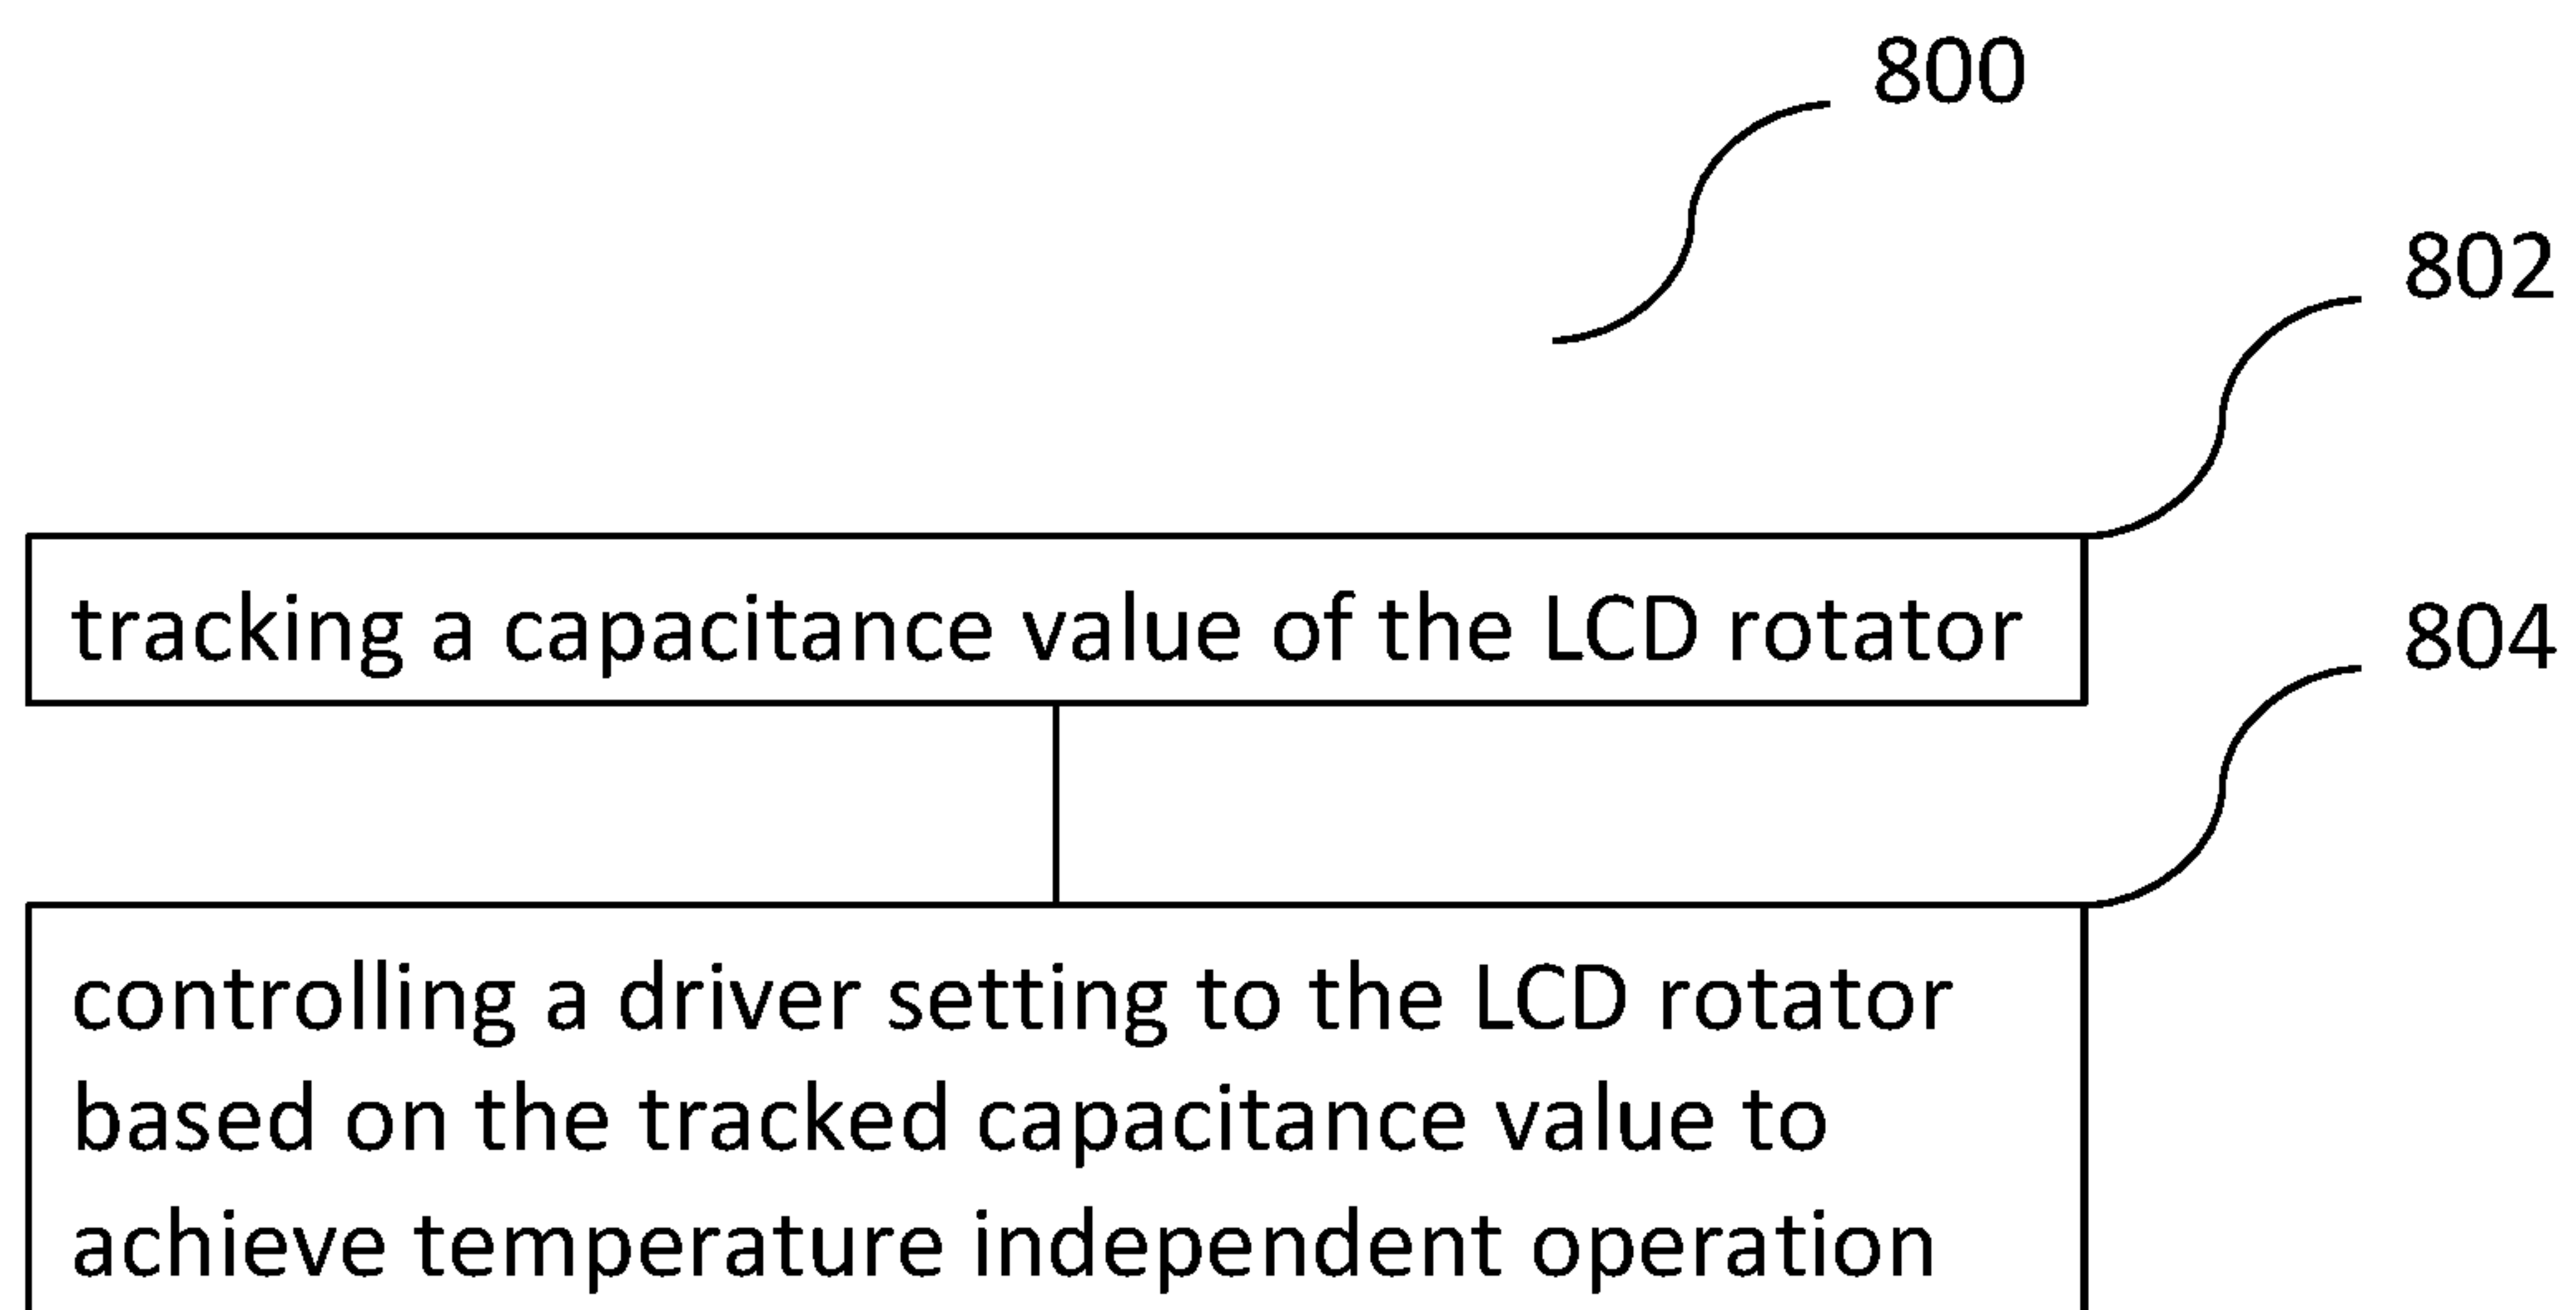 800
802
tracking a capacitance value of the LCD rotator
804
controlling a driver setting to the LCD rotator
based on the tracked capacitance value to
achieve temperature independent operation